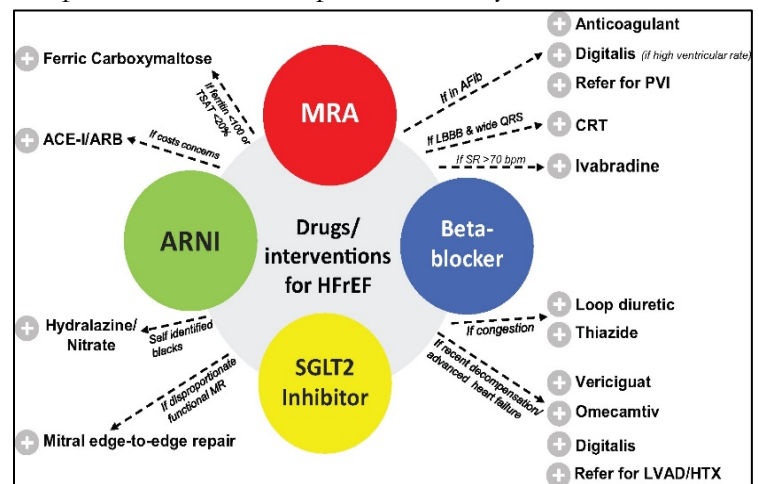 Anticoagulant
Digitalis (if high ventricular rate)
Refer for PVI
If in AFib
CRT
If LBBB & wide QRS
Ivabradine
If SR >70 bpm
Ferric Carboxymaltose
If ferritin <100 or
TSAT <20%
ACE-I/ARB
If costs concerns
MRA
ARNI
Drugs/
interventions
for HFrEF
Beta-
blocker
SGLT2
Inhibitor
Hydralazine/
Nitrate
Self identified
blacks
If disproportionate
functional MR
Mitral edge-to-edge repair
Loop diuretic
Thiazide
If congestion
If recent decompensation/
advanced heart failure
Vericiguat
Omecamtiv
Digitalis
Refer for LVAD/HTX